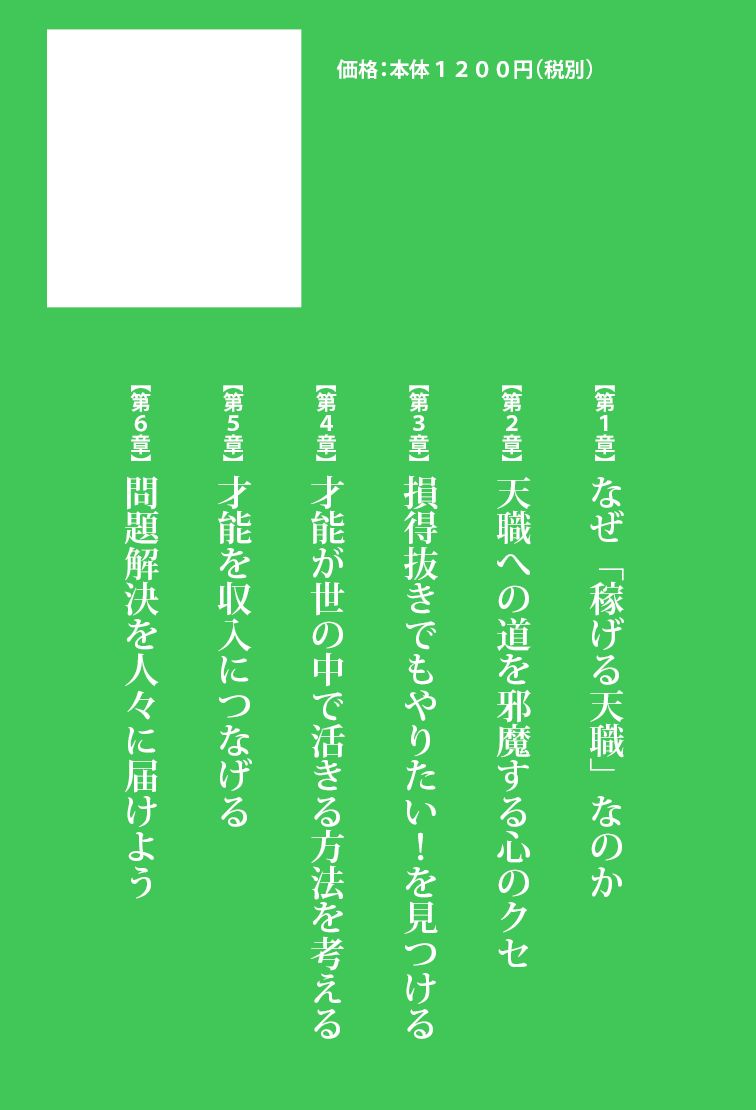 価格：本体１２００円（税別）
【第1章】なぜ「稼げる天職」なのか
【第2章】天職への道を邪魔する心のクセ
【第3章】損得抜きでもやりたい！を見つける
【第4章】才能が世の中で活きる方法を考える
【第5章】才能を収入につなげる
【第6章】問題解決を人々に届けよう